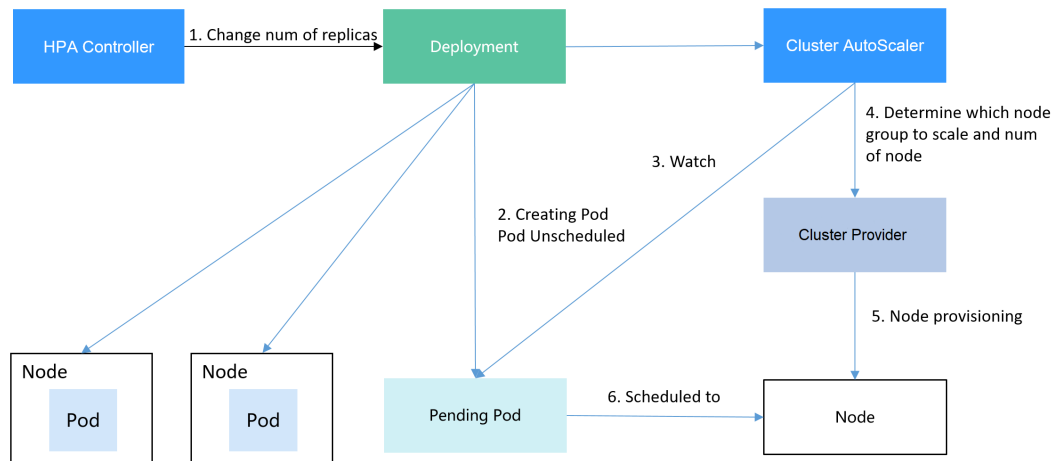 HPA Controller
1. Change num of replicas
Deployment
Cluster AutoScaler
4. Determine which node
group to scale and num
of node
3. Watch
2. Creating Pod
Pod Unscheduled
Cluster Provider
5. Node provisioning
Node
Pod
Node
Pod
Pending Pod
6. Scheduled to
Node